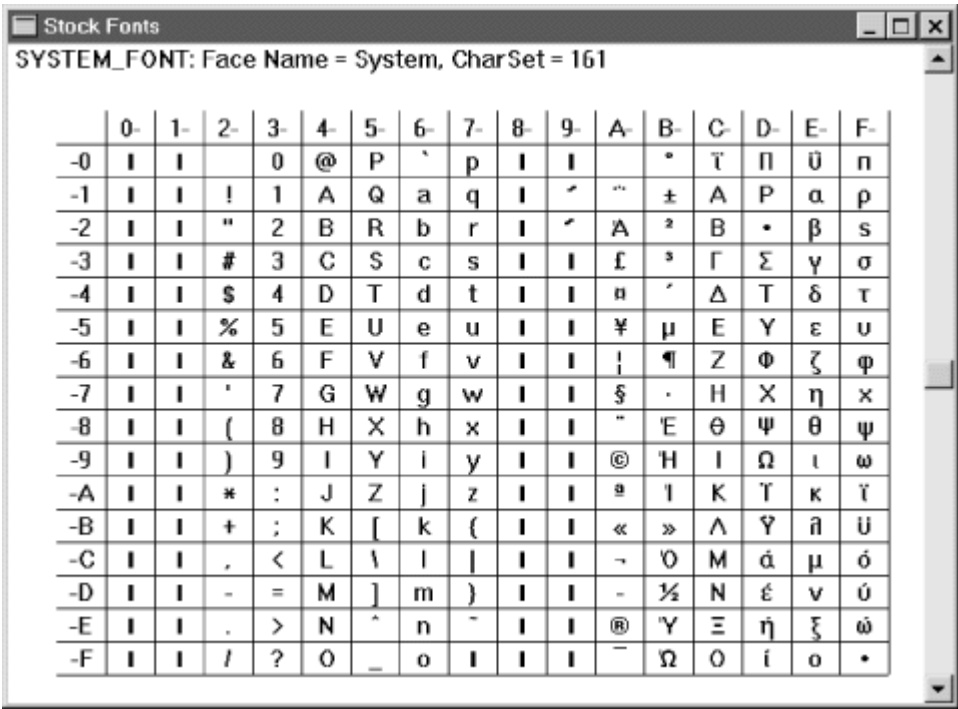 Stock Fonts
SYSTEM_FONT: Face Name = System, CharSet = 161
0- 1- 2- 3- 4- 5- 6- 7- 8- 9- A- B- C- D- E- F-
-0 0 @ P ` p ° ΐ Π ΰ π
-1 ! 1 A Q a q ΅ ± Α Ρ α ρ
-2 " 2 B R b r Ά ² Β • β ς
-3 # 3 C S c s £ ³ Γ Σ γ σ
-4 $ 4 D T d t ¤ ΄ Δ Τ δ τ
-5 % 5 E U e u ¥ μ Ε Υ ε υ
-6 & 6 F V f v ¦ ¶ Ζ Φ ζ φ
-7 ' 7 G W g w § · Η Χ η χ
-8 ( 8 H X h x ¨ Έ Θ Ψ θ ψ
-9 ) 9 I Y i y © Ή Ι Ω ι ω
-A * : J Z j z ª Ί Κ Ϊ κ ϊ
-B + ; K [ k { « » Λ Ϋ λ ϋ
-C , < L \ l | ¬ Ό Μ ά μ ό
-D - = M ] m } - ½ Ν έ ν ύ
-E . > N ^ n ~ ® Ύ Ξ ή ξ ώ
-F / ? O _ o ¯ Ώ Ο ί ο •